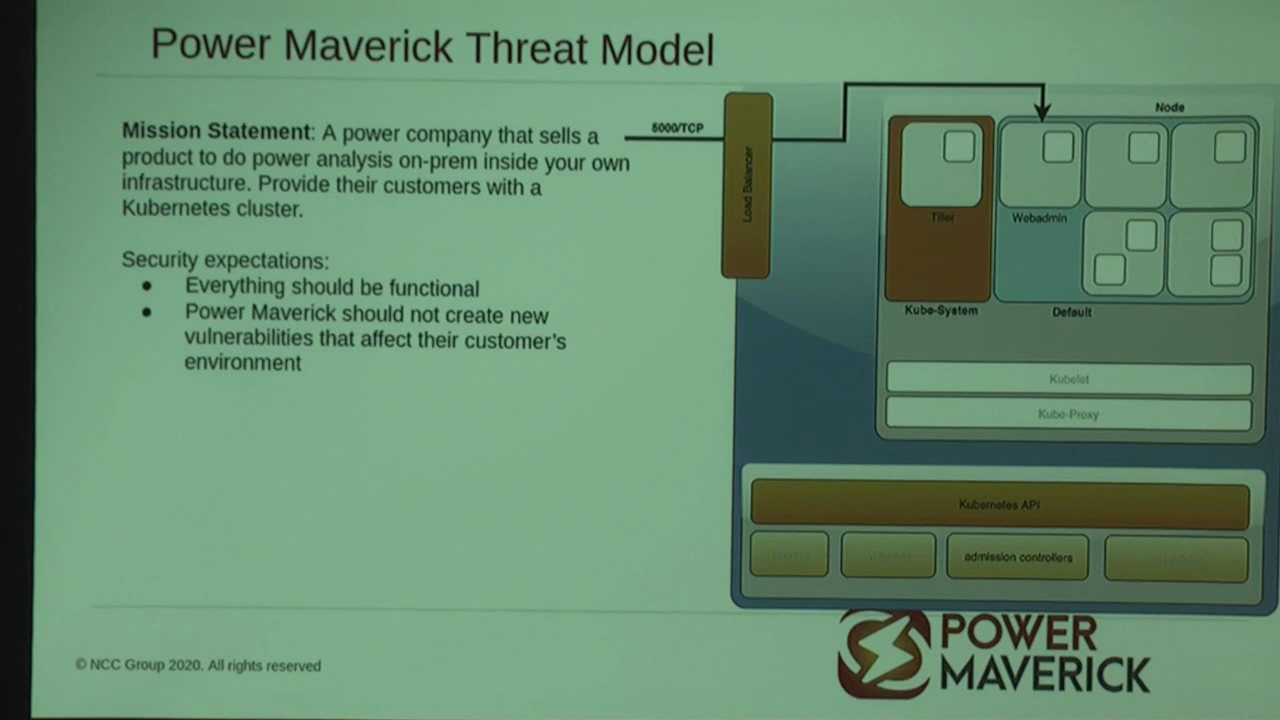 Power Maverick Threat Model
Mission Statement: A power company that sells a
product to do power analysis on-prem inside your own
infrastructure. Provide their customers with a
Kubernetes cluster.
Security expectations:
● Everything should be functional
● Power Maverick should not create new
vulnerabilities that affect their customer's
environment
5000/TCP
Load Balancer
Node
Tiller
Webadmin
Kube-System
Default
Kubelet
Kube-Proxy
Kubernetes API
admission controllers
© NCC Group 2020. All rights reserved
POWER
MAVERICK